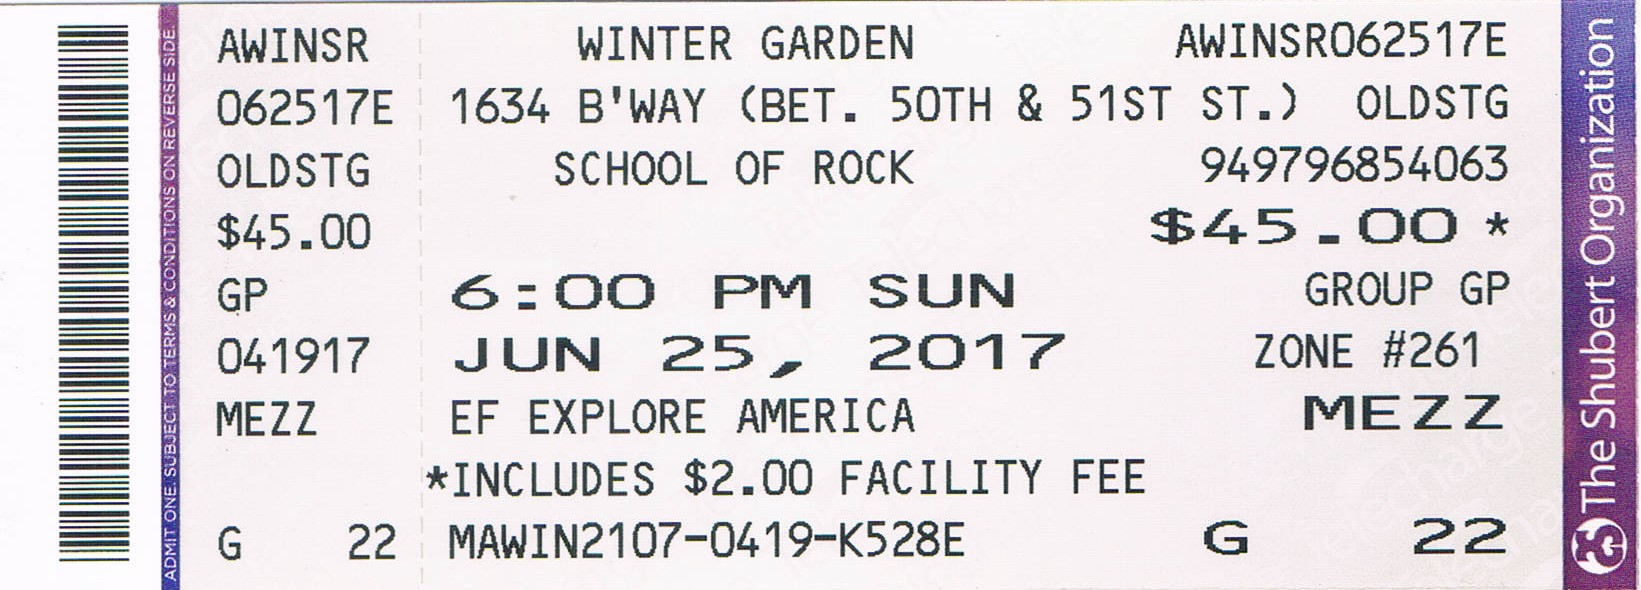 ADMIT ONE. SUBJECT TO TERMS & CONDITIONS ON REVERSE SIDE.
AWINSR
062517E
OLDSTG
$45.00
GP
041917
MEZZ
G 22
WINTER GARDEN AWINSR062517E
1634 B'WAY (BET. 50TH & 51ST ST.) OLDSTG
SCHOOL OF ROCK 949796854063
$45.00 *
6:00 PM SUN GROUP GP
JUN 25, 2017 ZONE #261
EF EXPLORE AMERICA MEZZ
*INCLUDES $2.00 FACILITY FEE
MAWIN2107-0419-K528E G 22
The Shubert Organization